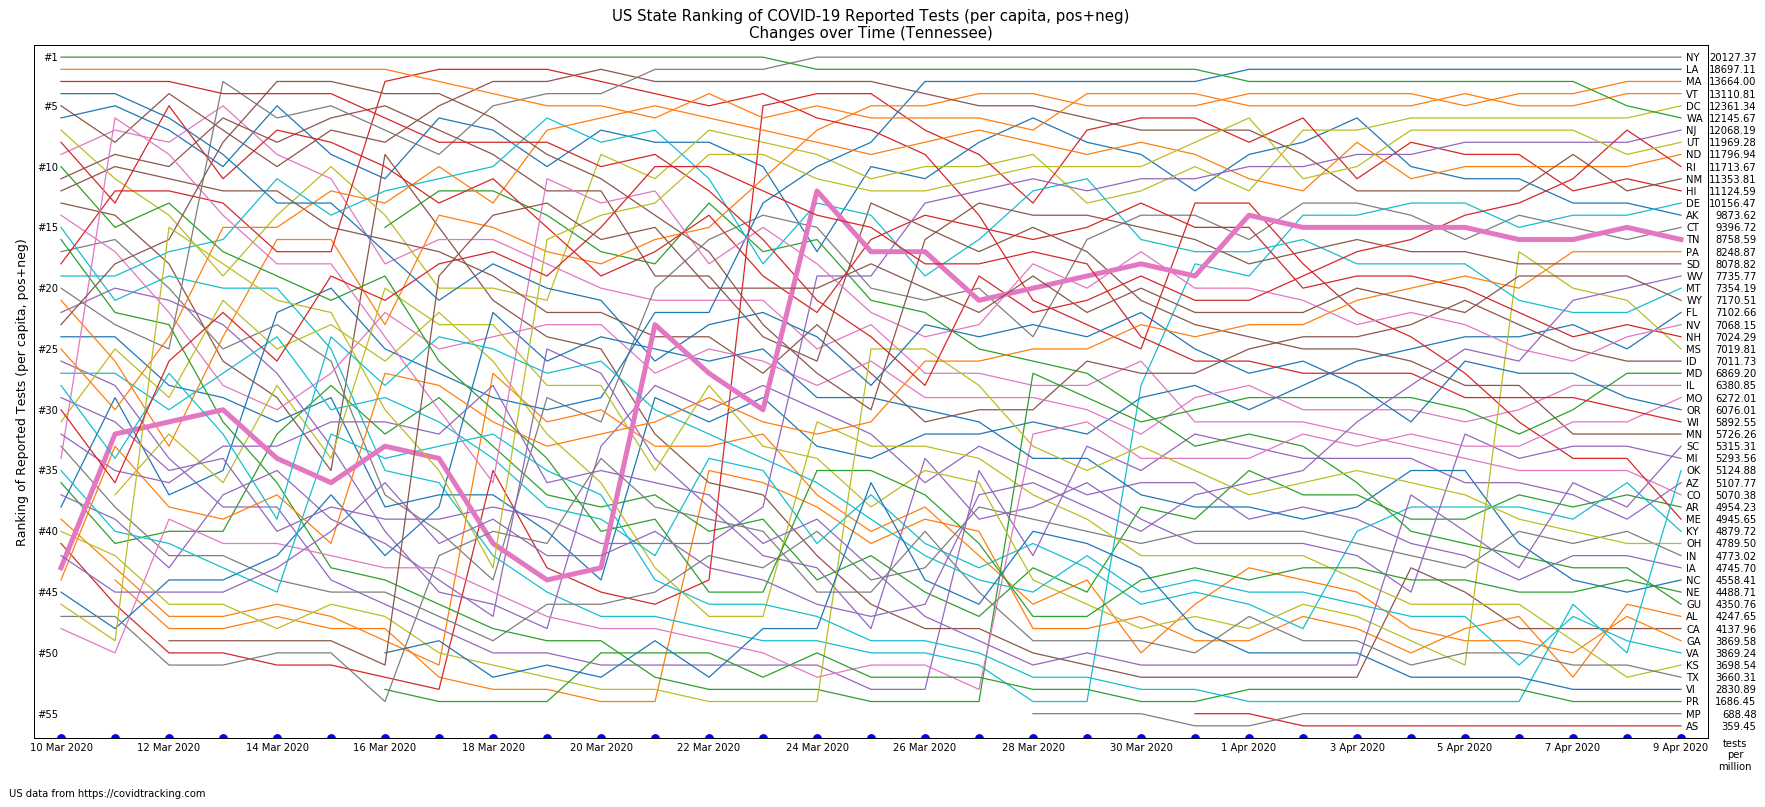 US State Ranking of COVID-19 Reported Tests (per capita, pos+neg)
Changes over Time (Tennessee)
Ranking of Reported Tests (per capita, pos+neg)
#1
#5
#10
#15
#20
#25
#30
#35
#40
#45
#50
#55
NY 20127.37
LA 18697.11
MA 13664.00
VT 13110.81
DC 12361.34
WA 12145.67
NJ 12068.19
UT 11969.28
ND 11796.94
RI 11713.67
NM 11353.81
HI 11124.59
DE 10156.47
AK 9873.62
CT 9396.72
TN 8758.59
PA 8248.87
SD 8078.82
WV 7735.77
MT 7354.19
WY 7170.51
FL 7102.66
NV 7068.15
NH 7024.29
MS 7019.81
ID 7011.73
MD 6869.20
IL 6380.85
MO 6272.01
OR 6076.01
WI 5892.55
MN 5726.26
SC 5315.31
MI 5293.56
OK 5124.88
AZ 5107.77
CO 5070.38
AR 4954.23
ME 4945.65
KY 4879.72
OH 4789.50
IN 4773.02
IA 4745.70
NC 4558.41
NE 4488.71
GU 4350.76
AL 4247.65
CA 4137.96
GA 3869.58
VA 3869.24
KS 3698.54
TX 3660.31
VI 2830.89
PR 1686.45
MP 688.48
AS 359.45
10 Mar 2020 12 Mar 2020 14 Mar 2020 16 Mar 2020 18 Mar 2020 20 Mar 2020 22 Mar 2020 24 Mar 2020 26 Mar 2020 28 Mar 2020 30 Mar 2020 1 Apr 2020 3 Apr 2020 5 Apr 2020 7 Apr 2020 9 Apr 2020
tests
per
million
US data from https://covidtracking.com